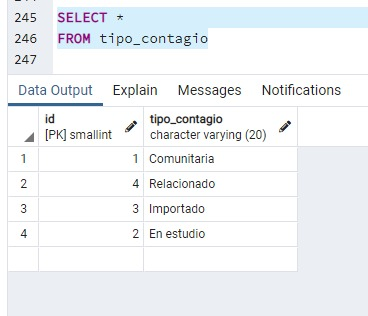 245 SELECT *
246 FROM tipo_contagio
247
Data Output Explain Messages Notifications
id tipo_contagio
[PK] smallint character varying (20)
1 1 Comunitaria
2 4 Relacionado
3 3 Importado
4 2 En estudio